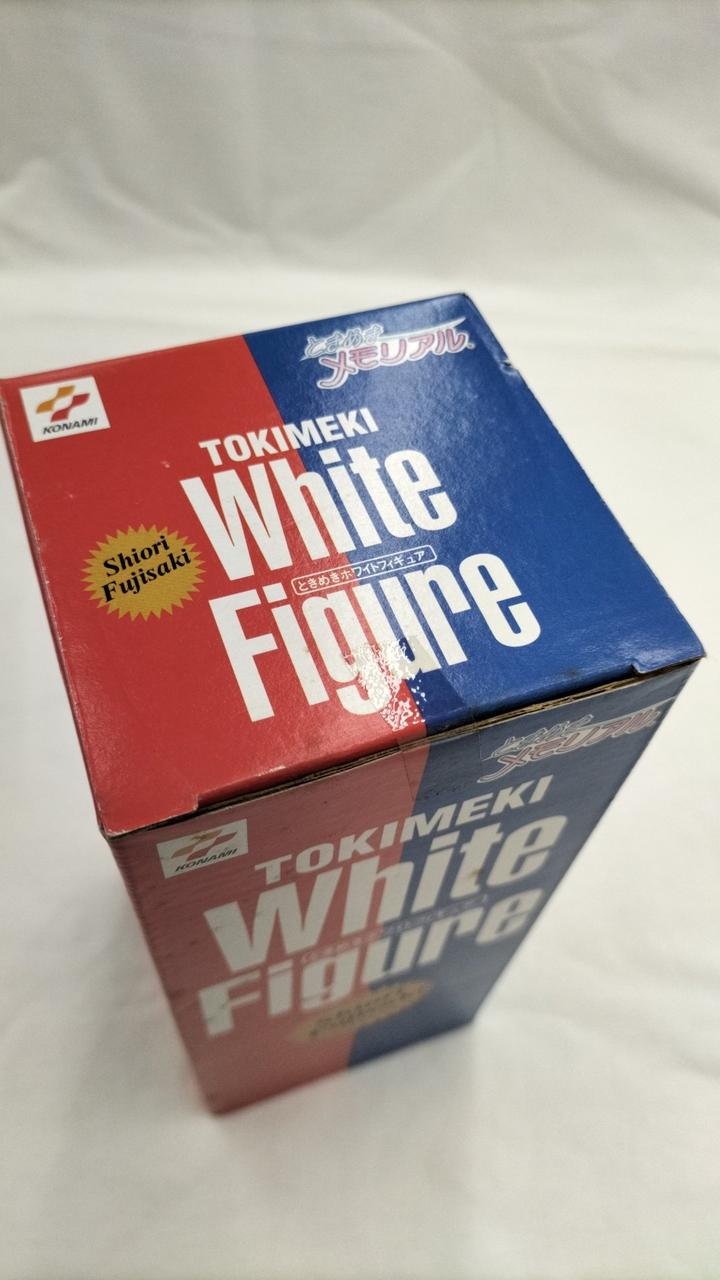 ときめき
メモリアル
KONAMI
TOKIMEKI
White
ときめきホワイトフィギュア
Figure
Shiori
Fujisaki
ときめき
メモリアル
KONAMI
TOKIMEKI
White
Figure
Shiori